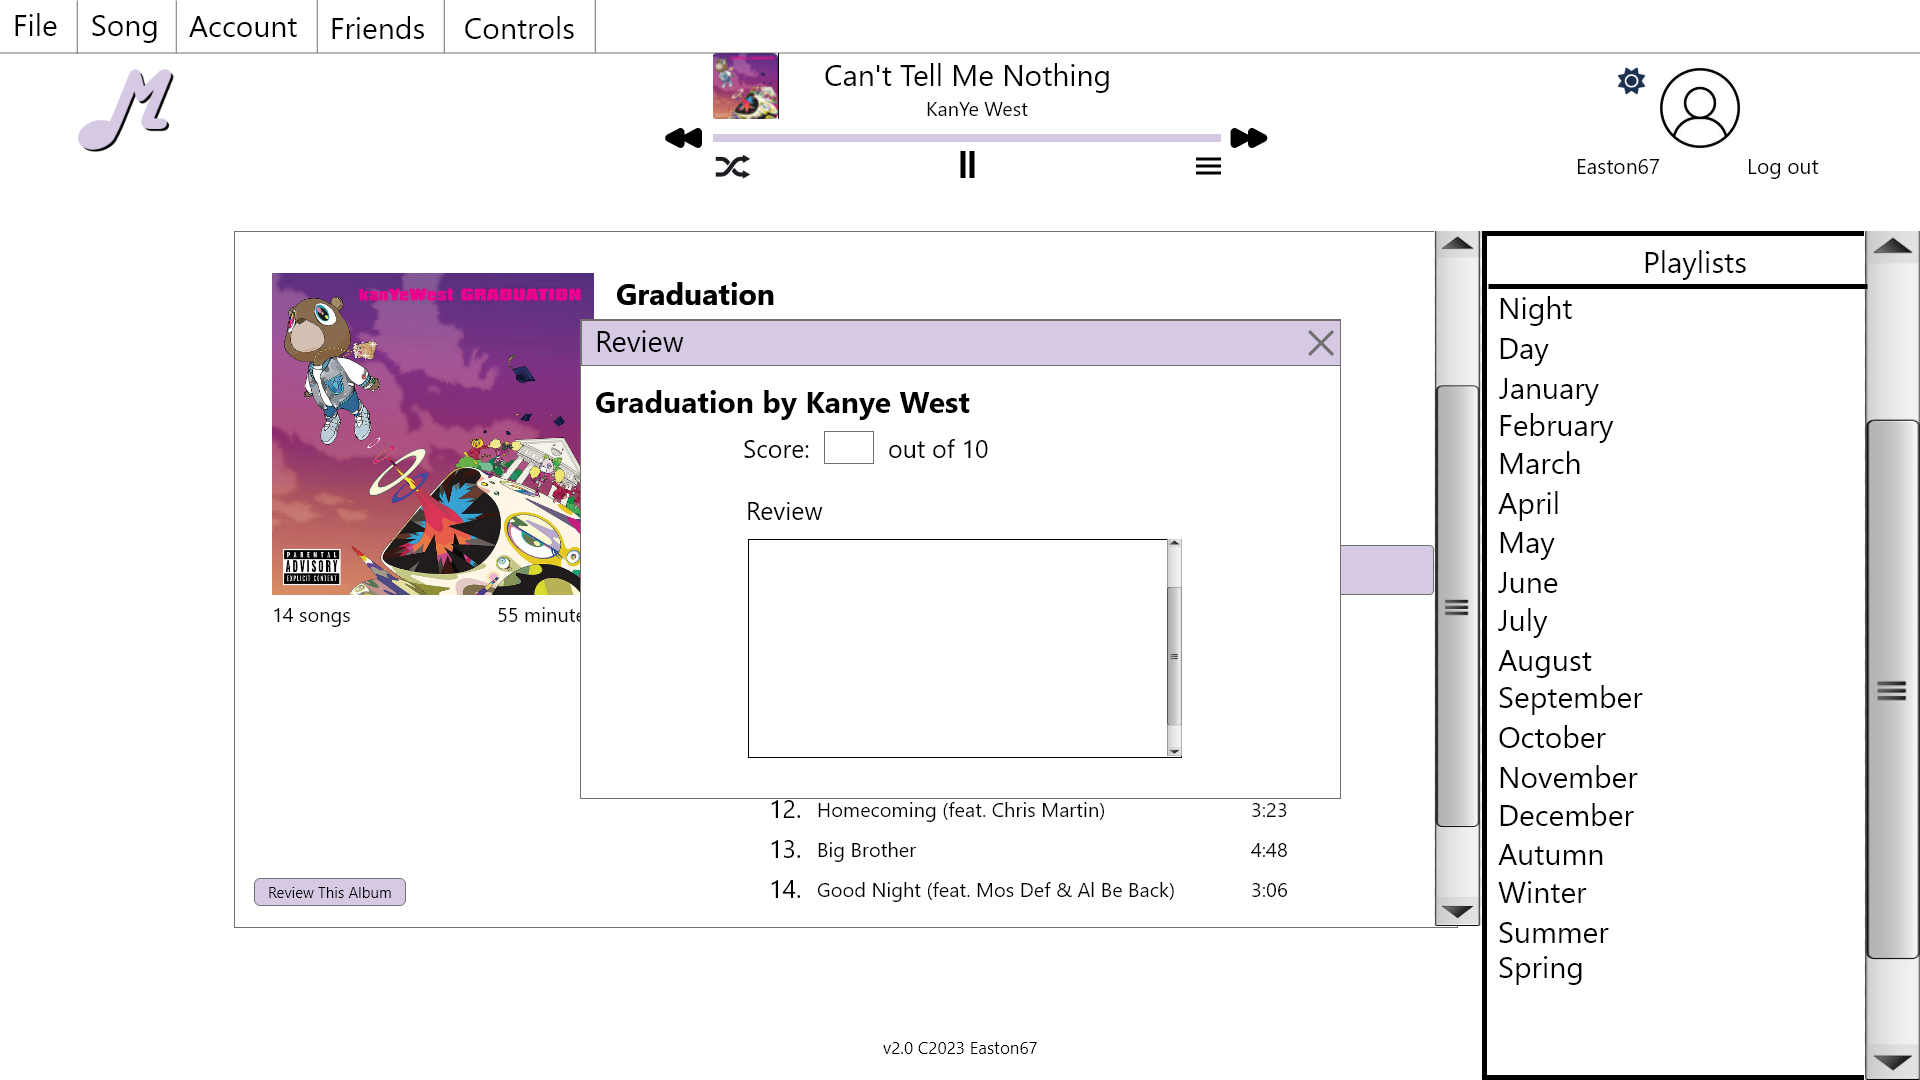 File
Song
Account
Friends
Controls
Can't Tell Me Nothing
KanYe West
Easton67
Log out
kanYeWest GRADUATION
PARENTAL
ADVISORY
EXPLICIT CONTENT
14 songs
55 minute
Graduation
Review
Graduation by Kanye West
Score:
out of 10
Review
12. Homecoming (feat. Chris Martin) 3:23
13. Big Brother 4:48
14. Good Night (feat. Mos Def & Al Be Back) 3:06
Review This Album
Playlists
Night
Day
January
February
March
April
May
June
July
August
September
October
November
December
Autumn
Winter
Summer
Spring
v2.0 C2023 Easton67